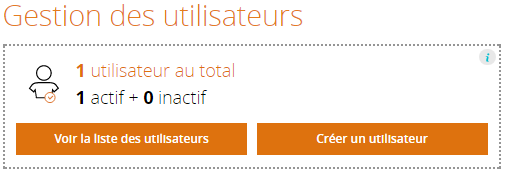 Gestion des utilisateurs
i
1 utilisateur au total
1 actif + 0 inactif
Voir la liste des utilisateurs
Créer un utilisateur